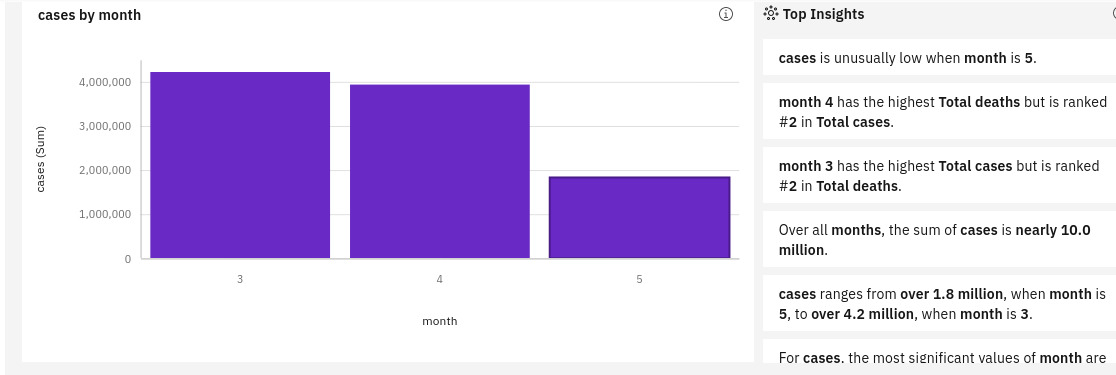 cases by month
cases (Sum)
4,000,000
3,000,000
2,000,000
1,000,000
0
3
4
5
month
Top Insights
cases is unusually low when month is 5.
month 4 has the highest Total deaths but is ranked
#2 in Total cases.
month 3 has the highest Total cases but is ranked
#2 in Total deaths.
Over all months, the sum of cases is nearly 10.0
million.
cases ranges from over 1.8 million, when month is
5, to over 4.2 million, when month is 3.
For cases, the most significant values of month are